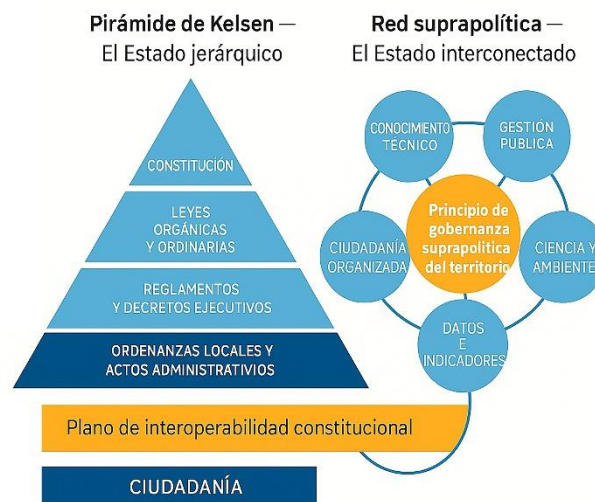 Pirámide de Kelsen —
El Estado jerárquico
CONSTITUCIÓN
LEYES
ORGÁNICAS
Y ORDINARIAS
REGLAMENTOS
Y DECRETOS EJECUTIVOS
ORDENANZAS LOCALES Y
ACTOS ADMINISTRATIVIOS
Red suprapolítica —
El Estado interconectado
CONOCIMIENTO
TÉCNICO
GESTIÓN
PUBLICA
Principio de
gobernanza
suprapolitica
del territorio
CIUDADANÍA
ORGANIZADA
CIENCIA Y
AMBIENTE
DATOS
E
INDICADORES
Plano de interoperabilidad constitucional
CIUDADANÍA